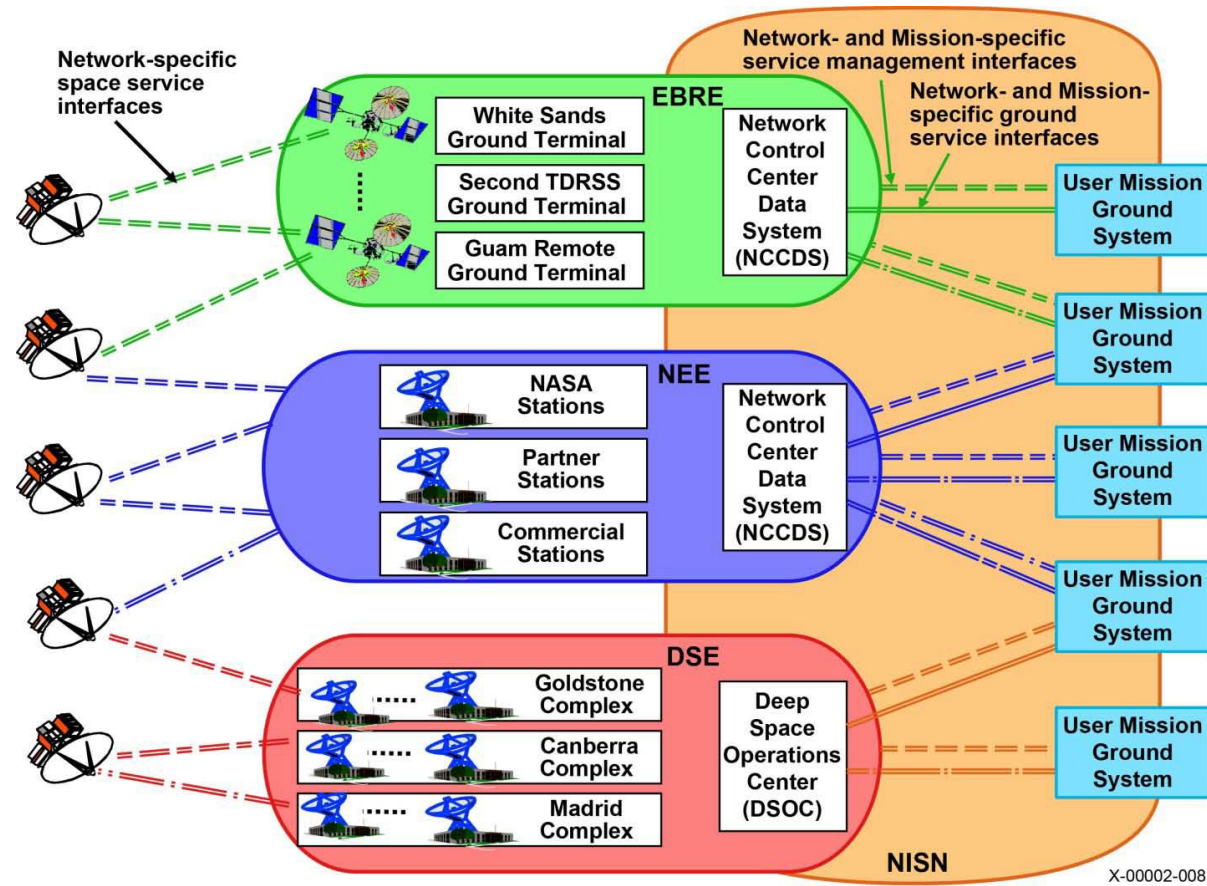 Network-specific
space service
interfaces
Network- and Mission-specific
service management interfaces
Network- and Mission-
specific ground
service interfaces
EBRE
White Sands
Ground Terminal
Second TDRSS
Ground Terminal
Guam Remote
Ground Terminal
Network
Control
Center
Data
System
(NCCDS)
User Mission
Ground
System
User Mission
Ground
System
NEE
NASA
Stations
Partner
Stations
Commercial
Stations
Network
Control
Center
Data
System
(NCCDS)
User Mission
Ground
System
User Mission
Ground
System
DSE
Goldstone
Complex
Canberra
Complex
Madrid
Complex
Deep
Space
Operations
Center
(DSOC)
User Mission
Ground
System
NISN
X-00002-008